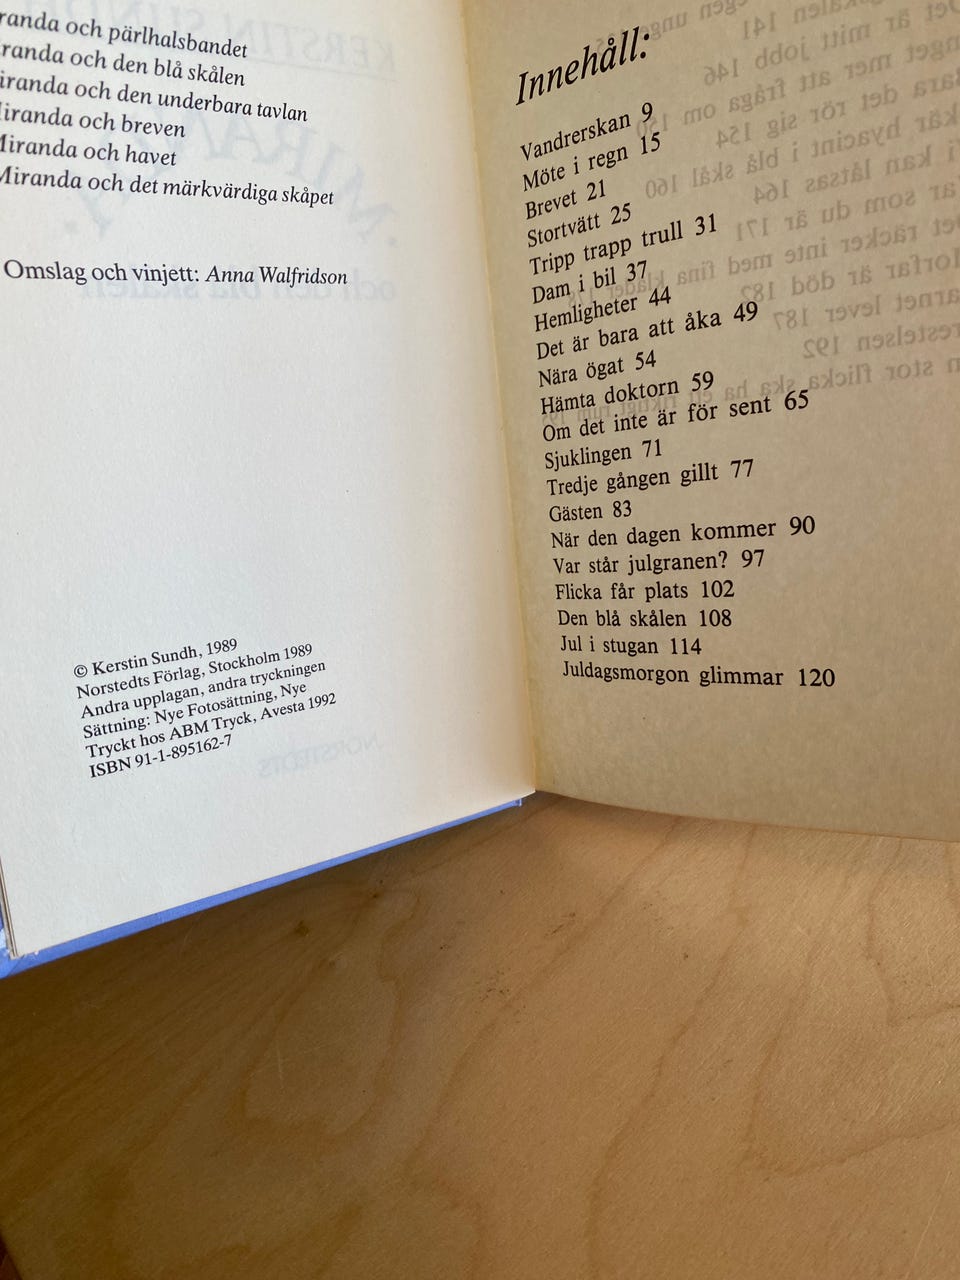 randa och pärlhalsbandet
randa och den blå skålen
iranda och den underbara tavlan
iranda och breven
Miranda och havet
Miranda och det märkvärdiga skåpet
Omslag och vinjett: Anna Walfridson
© Kerstin Sundh, 1989
Norstedts Förlag, Stockholm 1989
Andra upplagan, andra tryckningen
Sättning: Nye Fotosättning, Nye
Tryckt hos ABM Tryck, Avesta 1992
ISBN 91-1-895162-7
Innehåll:
Vandrerskan 9
Möte i regn 15
Brevet 21
Stortvätt 25
Tripp trapp trull 31
Dam i bil 37
Hemligheter 44
Det är bara att åka 49
Nära ögat 54
Hämta doktorn 59
Om det inte är för sent 65
Sjuklingen 71
Tredje gången gillt 77
Gästen 83
När den dagen kommer 90
Var står julgranen? 97
Flicka får plats 102
Den blå skålen 108
Jul i stugan 114
Juldagsmorgon glimmar 120